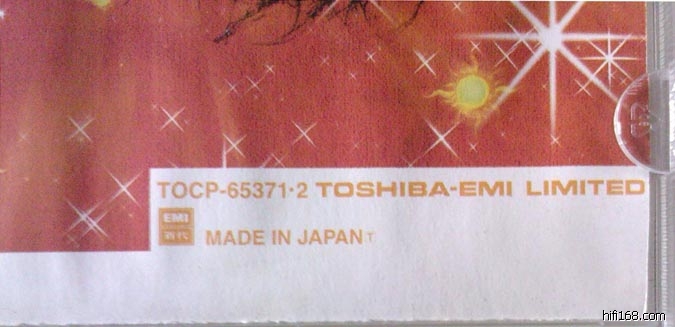 TOCP-65371·2 TOSHIBA-EMI LIMITED
EMI
MADE IN JAPAN T
hifi168.com